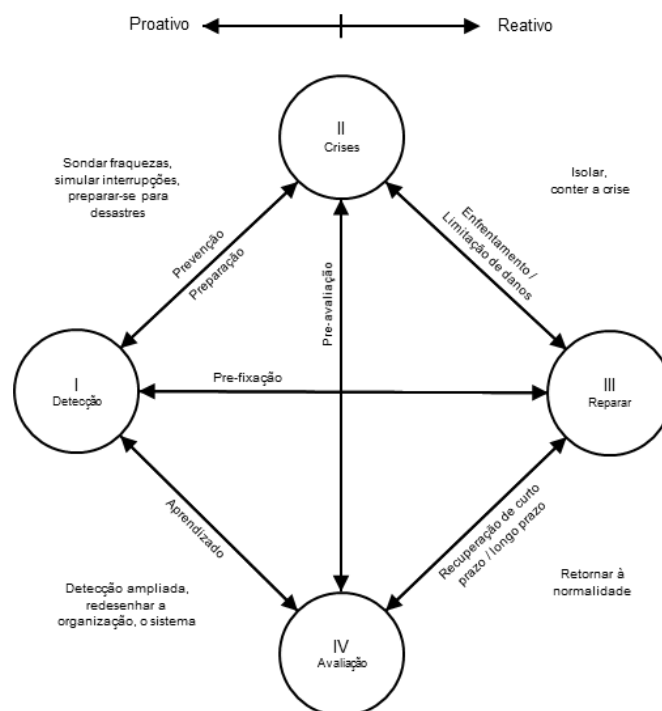 Proativo
Reativo
II
Crises
Sondar fraquezas,
simular interrupções,
preparar-se para
desastres
Isolar,
conter a crise
Prevenção
Preparação
Pre-avaliação
Enfrentamento /
Limitação de danos
I
Detecção
Pre-fixação
III
Reparar
Aprendizado
Recuperação de curto
prazo / longo prazo
Detecção ampliada,
redesenhar a
organização, o sistema
Retornar à
normalidade
IV
Avaliação